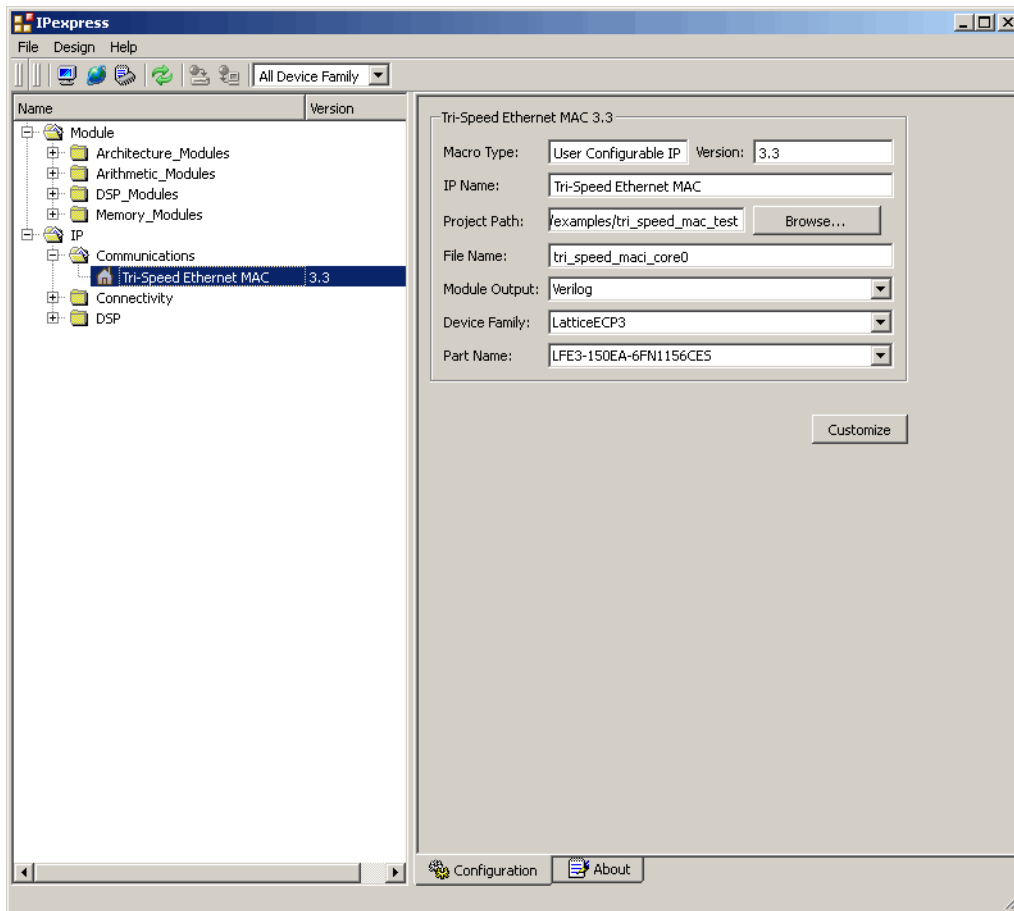 IPexpress
File Design Help
All Device Family
Name Version
Module
Architecture_Modules
Arithmetic_Modules
DSP_Modules
Memory_Modules
IP
Communications
Tri-Speed Ethernet MAC 3.3
Connectivity
DSP
Tri-Speed Ethernet MAC 3.3
Macro Type: User Configurable IP Version: 3.3
IP Name: Tri-Speed Ethernet MAC
Project Path: /examples/tri_speed_mac_test Browse...
File Name: tri_speed_maci_core0
Module Output: Verilog
Device Family: LatticeECP3
Part Name: LFE3-150EA-6FN1156CES
Customize
Configuration About